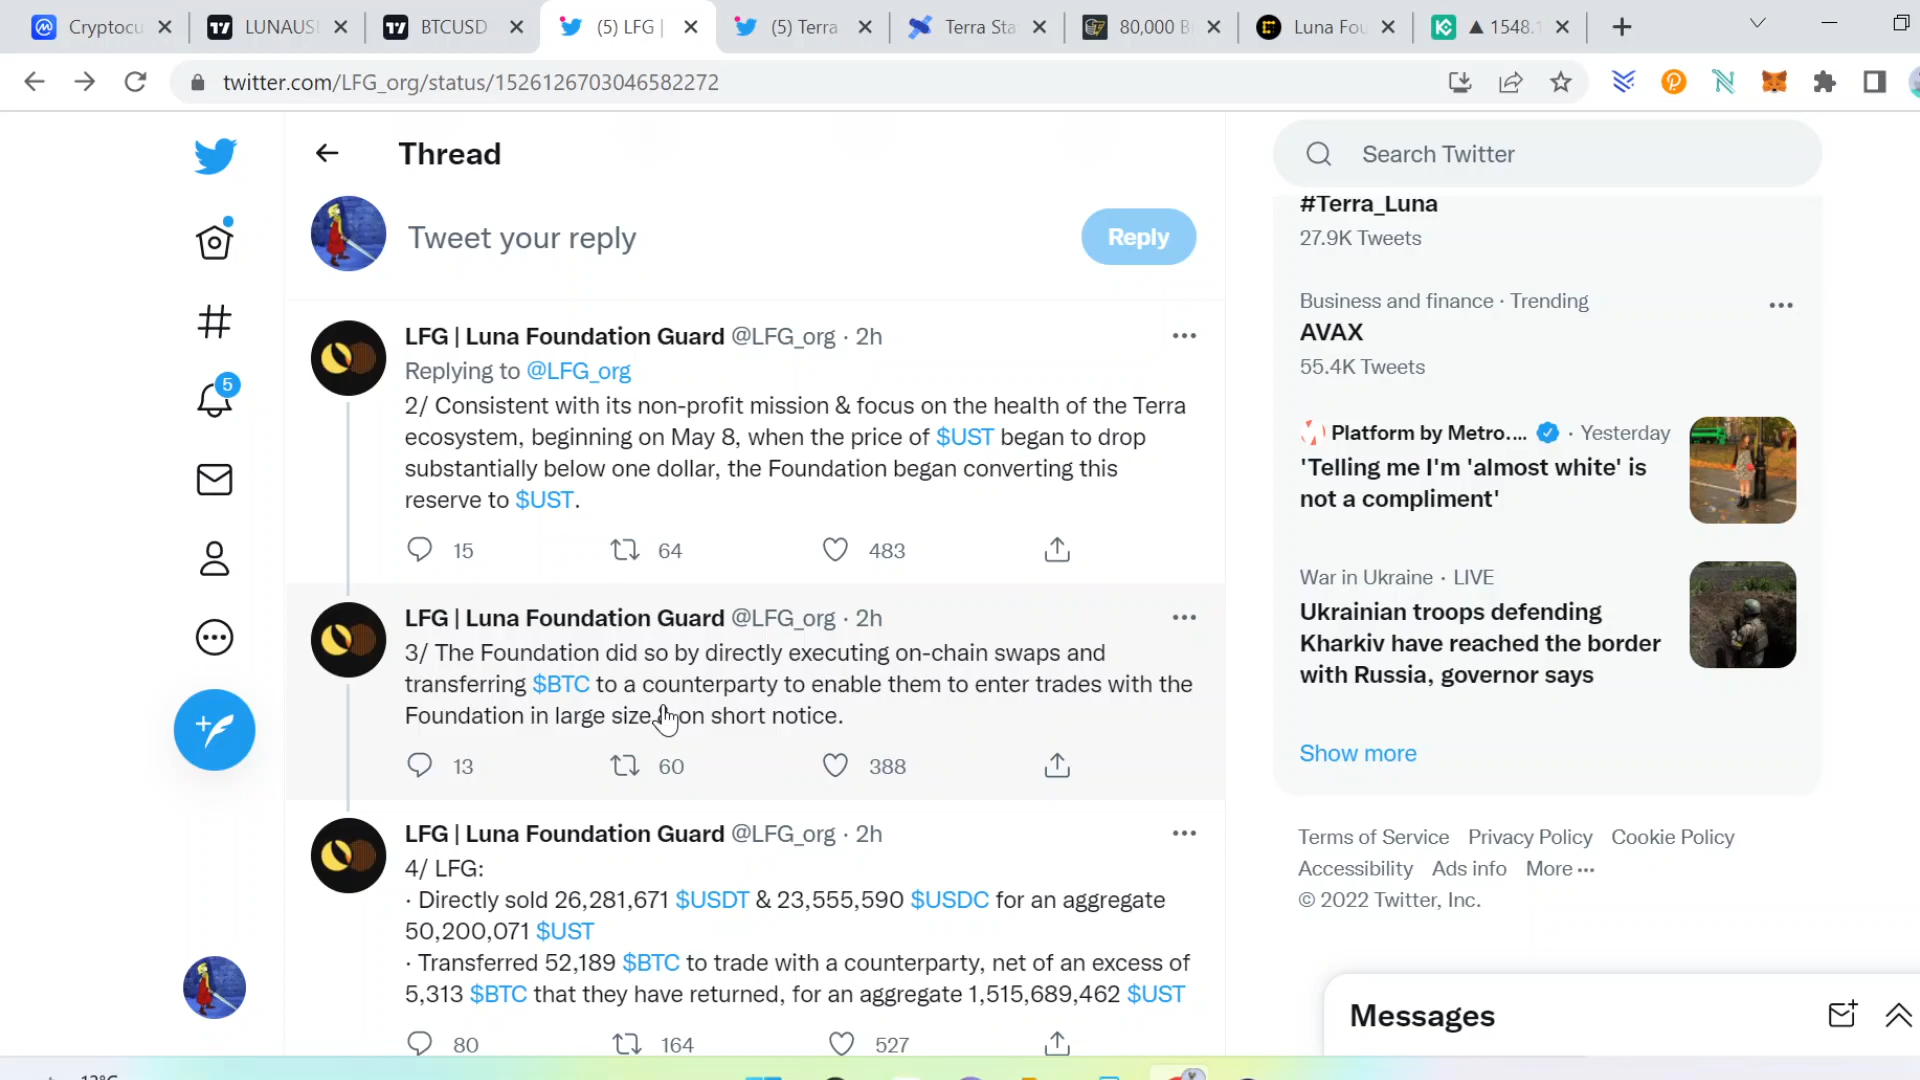 Cryptocu
LUNAUS
BTCUSD
(5) LFG |
(5) Terra
Terra Sta
80,000 B
Luna Fou
▲ 1548.1
twitter.com/LFG_org/status/1526126703046582272
Thread
Tweet your reply
Reply
LFG | Luna Foundation Guard @LFG_org · 2h
Replying to @LFG_org
2/ Consistent with its non-profit mission & focus on the health of the Terra
ecosystem, beginning on May 8, when the price of $UST began to drop
substantially below one dollar, the Foundation began converting this
reserve to $UST.
15 64 483
LFG | Luna Foundation Guard @LFG_org · 2h
3/ The Foundation did so by directly executing on-chain swaps and
transferring $BTC to a counterparty to enable them to enter trades with the
Foundation in large size on short notice.
13 60 388
LFG | Luna Foundation Guard @LFG_org · 2h
4/ LFG:
· Directly sold 26,281,671 $USDT & 23,555,590 $USDC for an aggregate
50,200,071 $UST
· Transferred 52,189 $BTC to trade with a counterparty, net of an excess of
5,313 $BTC that they have returned, for an aggregate 1,515,689,462 $UST
80 164 527
5
Search Twitter
#Terra_Luna
27.9K Tweets
Business and finance · Trending
AVAX
55.4K Tweets
Platform by Metro.... · Yesterday
'Telling me I'm 'almost white' is
not a compliment'
War in Ukraine · LIVE
Ukrainian troops defending
Kharkiv have reached the border
with Russia, governor says
Show more
Terms of Service Privacy Policy Cookie Policy
Accessibility Ads info More ···
© 2022 Twitter, Inc.
Messages